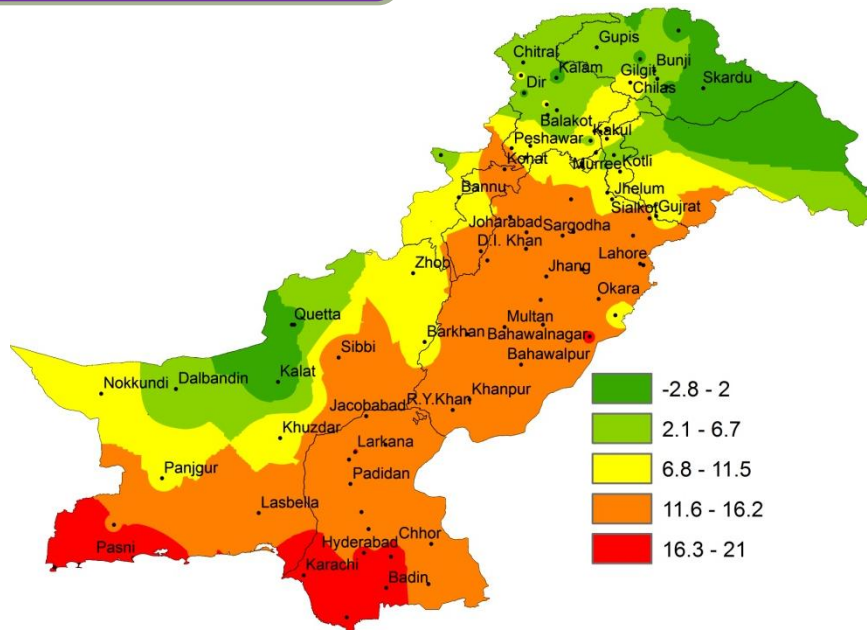 Gupis
Chitral
Bunji
Kalam
Gilgit
Skardu
Dir
Chilas
Balakot
Kakul
Peshawar
Kohat
Murree
Kotli
Bannu
Jhelum
Sialkot
Gujrat
Joharabad
Sargodha
D.I. Khan
Lahore
Zhob
Jhang
Okara
Quetta
Multan
Barkhan
Bahawalnagar
Sibbi
Bahawalpur
Kalat
Nokkundi
Dalbandin
Khanpur
R.Y.Khan
Jacobabad
Khuzdar
Larkana
Panjgur
Padidan
Lasbella
Chhor
Hyderabad
Pasni
Karachi
Badin
-2.8 - 2
2.1 - 6.7
6.8 - 11.5
11.6 - 16.2
16.3 - 21